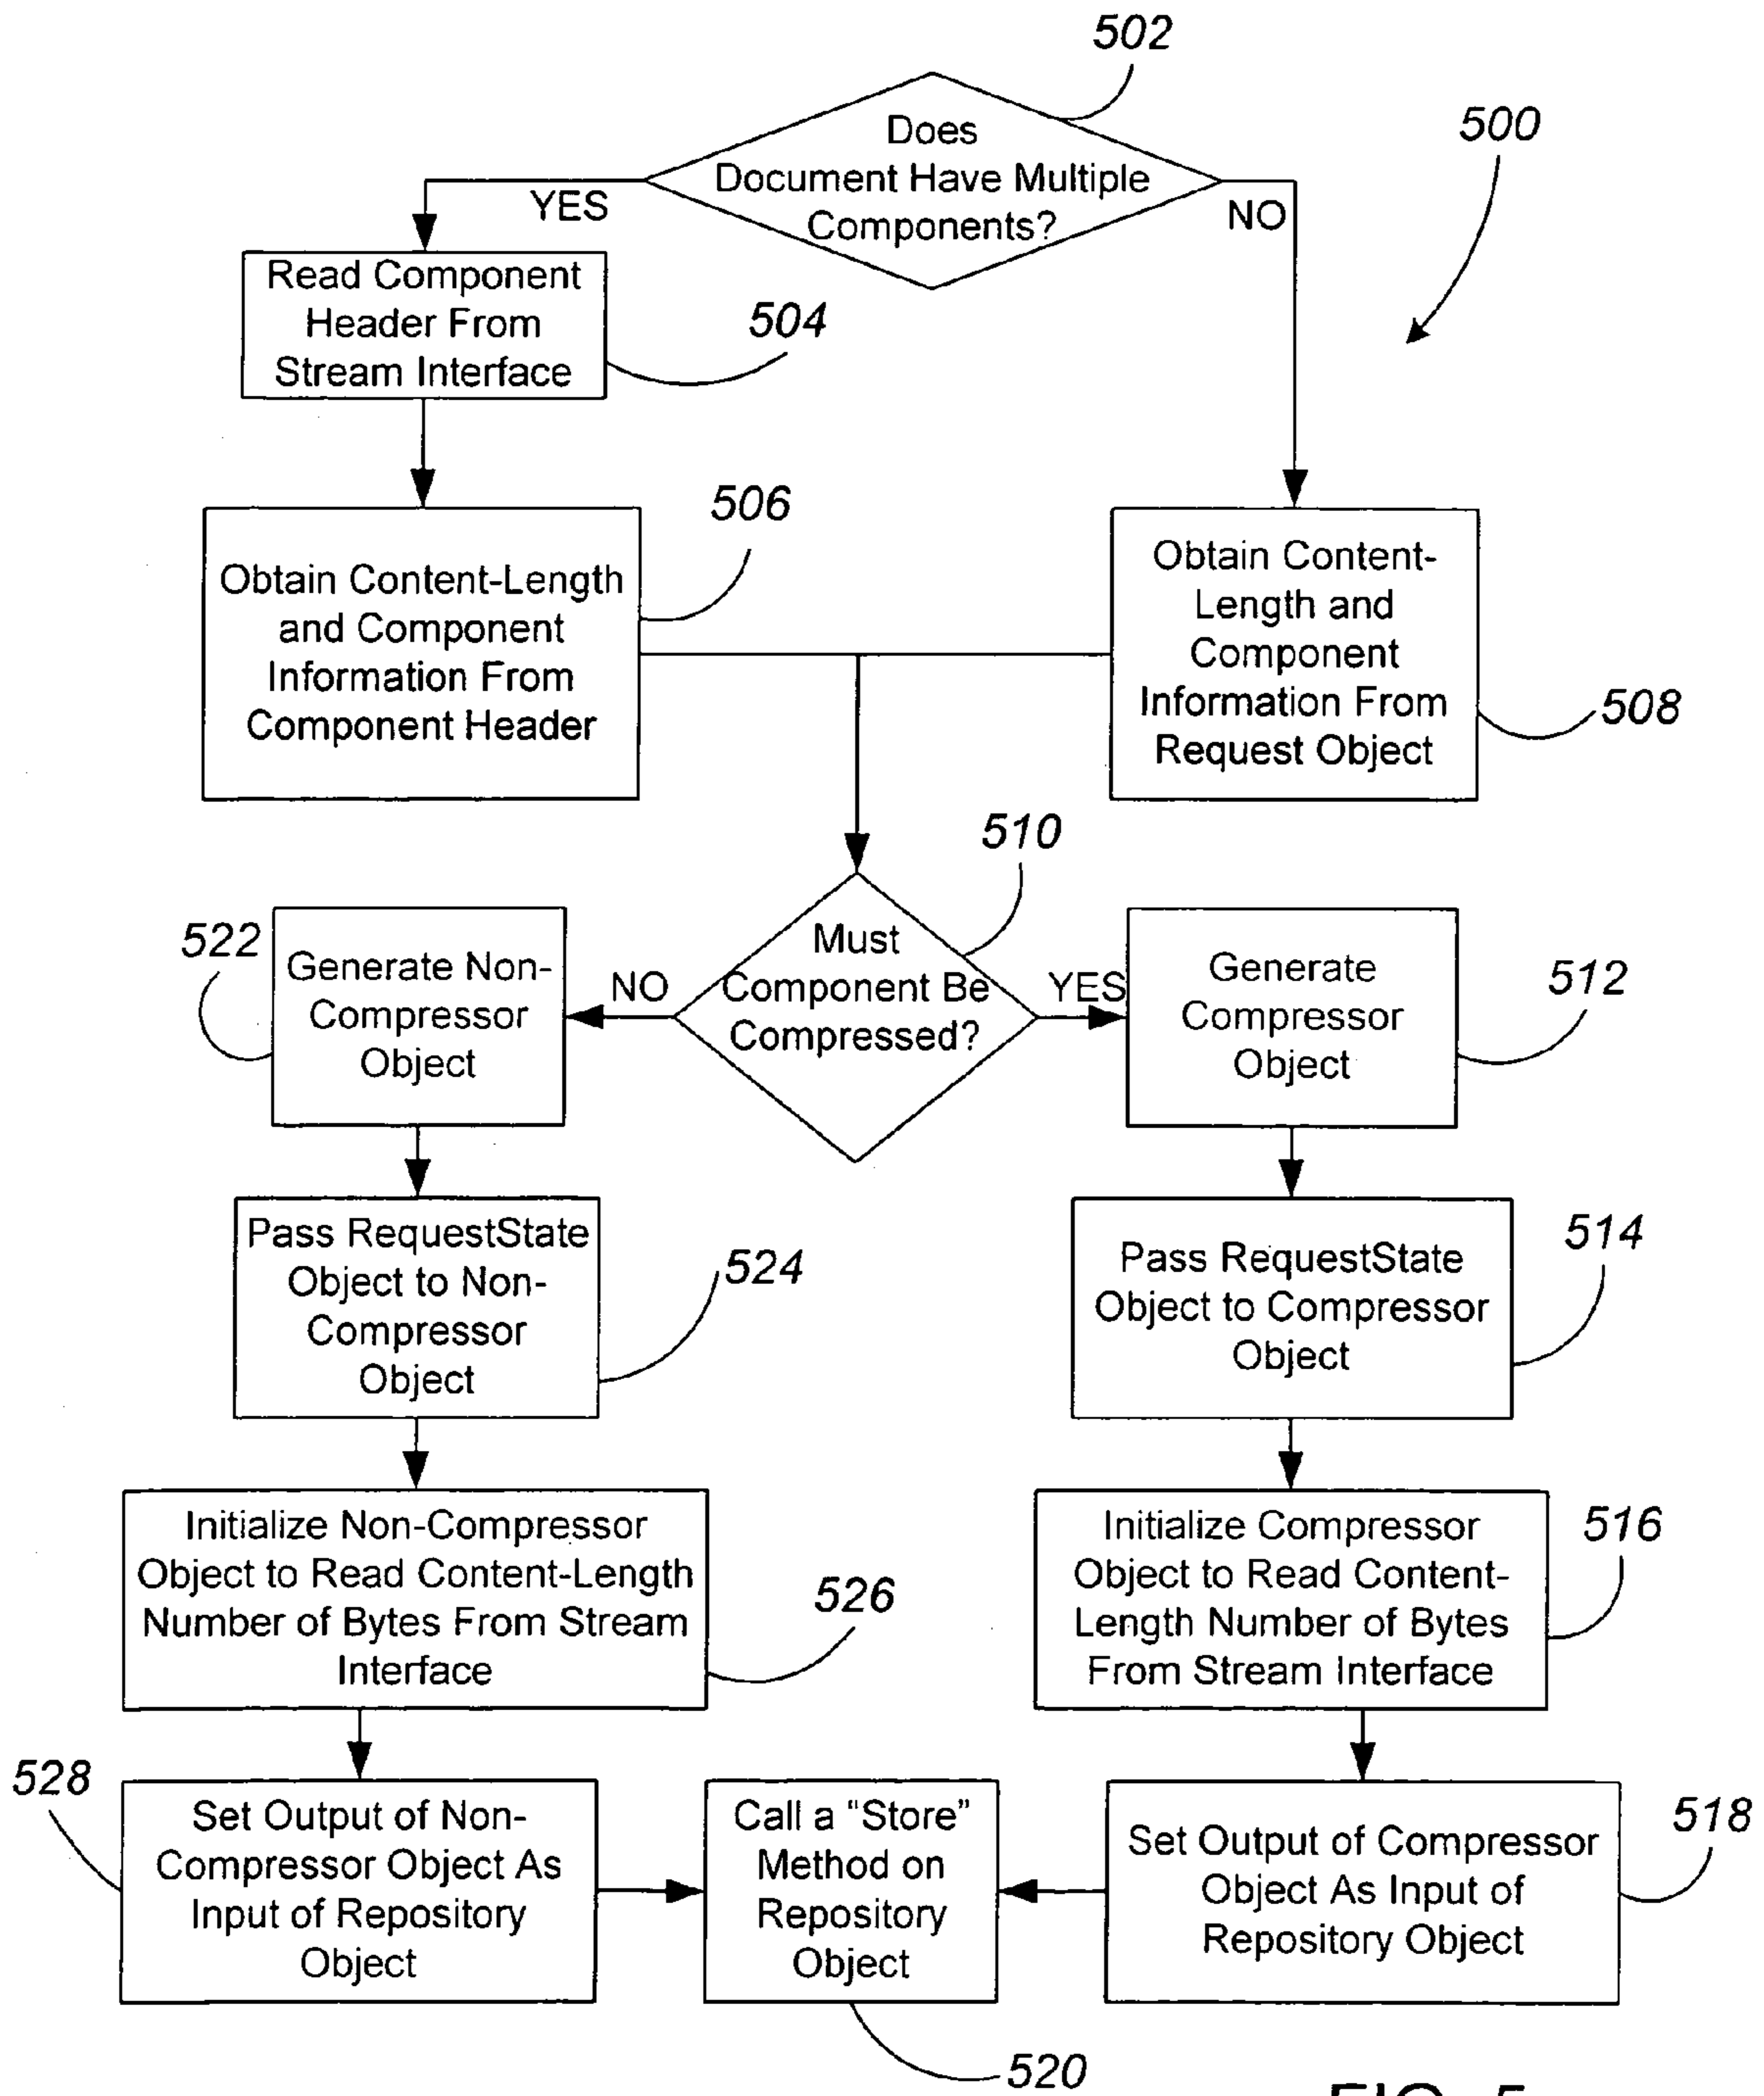 502
Does
Document Have Multiple
Components?
500
YES
NO
Read Component
Header From
Stream Interface
504
506
Obtain Content-Length
and Component
Information From
Component Header
Obtain Content-
Length and
Component
Information From
Request Object
508
510
Must
Component Be
Compressed?
NO
YES
522
Generate Non-
Compressor
Object
Generate
Compressor
Object
512
Pass RequestState
Object to Non-
Compressor
Object
524
Pass RequestState
Object to Compressor
Object
514
Initialize Non-Compressor
Object to Read Content-Length
Number of Bytes From Stream
Interface
526
Initialize Compressor
Object to Read Content-
Length Number of Bytes
From Stream Interface
516
528
Set Output of Non-
Compressor Object As
Input of Repository
Object
Call a “Store”
Method on
Repository
Object
520
Set Output of Compressor
Object As Input of
Repository Object
518
FIG. 5